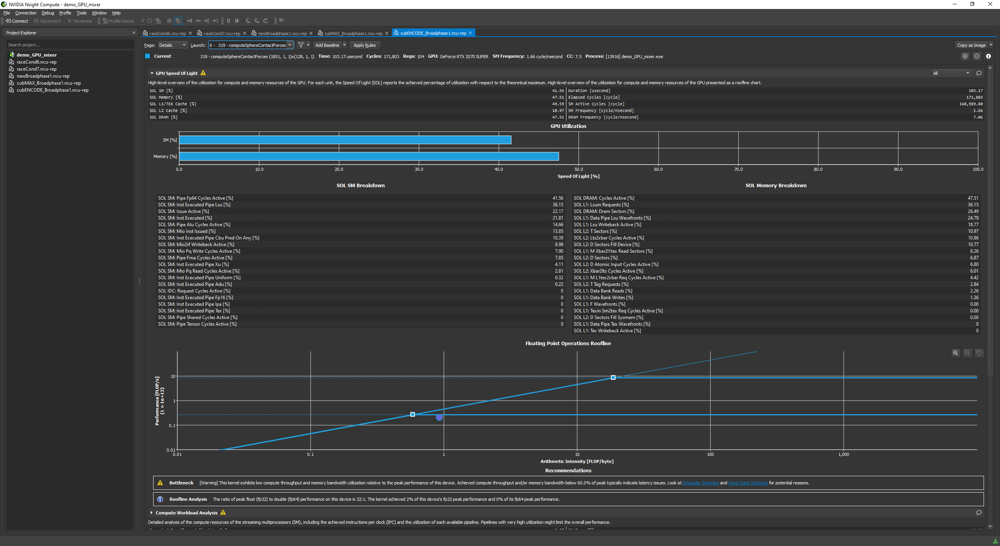 NVIDIA Nsight Compute - demo_GPU_mixer
File Connection Debug Profile Tools Window Help
Connect Disconnect Terminate Profile Kernel
Project Explorer
Search project...
demo_GPU_mixer
raceCond6.ncu-rep
raceCond7.ncu-rep
newBroadphase1.ncu-rep
cubMAX_Broadphase1.ncu-rep
cubENCODE_Broadphase1.ncu-rep
raceCond6.ncu-rep raceCond7.ncu-rep newBroadphase1.ncu-rep cubMAX_Broadphase1.ncu-rep cubENCODE_Broadphase1.ncu-rep
Page: Details Launch: 6 - 319 - computeSphereContactForces Add Baseline Apply Rules Copy as Image
Current 319 - computeSphereContactForces (1851, 1, 1)x(128, 1, 1) Time: 103.17 usecond Cycles: 171,803 Regs: 104 GPU: GeForce RTX 2070 SUPER SM Frequency: 1.66 cycle/nsecond CC: 7.5 Process: [13916] demo_GPU_mixer.exe
GPU Speed Of Light All
High-level overview of the utilization for compute and memory resources of the GPU. For each unit, the Speed Of Light (SOL) reports the achieved percentage of utilization with respect to the theoretical maximum. High-level overview of the utilization for compute and memory resources of the GPU presented as a roofline chart.
SOL SM [%] 41.56 Duration [usecond] 103.17
SOL Memory [%] 47.51 Elapsed Cycles [cycle] 171,803
SOL L1/TEX Cache [%] 49.59 SM Active Cycles [cycle] 160,989.80
SOL L2 Cache [%] 10.97 SM Frequency [cycle/nsecond] 1.66
SOL DRAM [%] 47.51 DRAM Frequency [cycle/nsecond] 7.06
GPU Utilization
SM [%]
Memory [%]
0.0 10.0 20.0 30.0 40.0 50.0 60.0 70.0 80.0 90.0 100.0
Speed Of Light [%]
SOL SM Breakdown
SOL SM: Pipe Fp64 Cycles Active [%] 41.56
SOL SM: Inst Executed Pipe Lsu [%] 36.15
SOL SM: Issue Active [%] 22.17
SOL SM: Inst Executed [%] 21.81
SOL SM: Pipe Alu Cycles Active [%] 14.66
SOL SM: Mio Inst Issued [%] 13.85
SOL SM: Inst Executed Pipe Cbu Pred On Any [%] 10.39
SOL SM: Mio2rf Writeback Active [%] 8.98
SOL SM: Mio Pq Write Cycles Active [%] 7.90
SOL SM: Pipe Fma Cycles Active [%] 7.85
SOL SM: Inst Executed Pipe Xu [%] 4.11
SOL SM: Mio Pq Read Cycles Active [%] 2.81
SOL SM: Inst Executed Pipe Uniform [%] 0.32
SOL SM: Inst Executed Pipe Adu [%] 0.22
SOL IDC: Request Cycles Active [%] 0
SOL SM: Inst Executed Pipe Fp16 [%] 0
SOL SM: Inst Executed Pipe Ipa [%] 0
SOL SM: Inst Executed Pipe Tex [%] 0
SOL SM: Pipe Shared Cycles Active [%] 0
SOL SM: Pipe Tensor Cycles Active [%] 0
SOL Memory Breakdown
SOL DRAM: Cycles Active [%] 47.51
SOL L1: Lsuin Requests [%] 36.15
SOL DRAM: Dram Sectors [%] 26.49
SOL L1: Data Pipe Lsu Wavefronts [%] 24.79
SOL L1: Lsu Writeback Active [%] 18.77
SOL L2: T Sectors [%] 10.97
SOL L2: Lts2xbar Cycles Active [%] 10.86
SOL L2: D Sectors Fill Device [%] 10.77
SOL L1: M Xbar2l1tex Read Sectors [%] 8.26
SOL L2: D Sectors [%] 6.87
SOL L2: D Atomic Input Cycles Active [%] 6.80
SOL L2: Xbar2lts Cycles Active [%] 6.01
SOL L1: M L1tex2xbar Req Cycles Active [%] 4.42
SOL L2: T Tag Requests [%] 2.84
SOL L1: Data Bank Reads [%] 2.26
SOL L1: Data Bank Writes [%] 1.36
SOL L1: F Wavefronts [%] 0.00
SOL L1: Texin Sm2tex Req Cycles Active [%] 0.00
SOL L2: D Sectors Fill Sysmem [%] 0.00
SOL L1: Data Pipe Tex Wavefronts [%] 0
SOL L1: Tex Writeback Active [%] 0
Floating Point Operations Roofline
Performance [FLOP/s]
(1 = 1e+12)
10
1
0.1
0.01
0.01 0.1 1 10 100 1,000
Arithmetic Intensity [FLOP/byte]
Recommendations
Bottleneck [Warning] This kernel exhibits low compute throughput and memory bandwidth utilization relative to the peak performance of this device. Achieved compute throughput and/or memory bandwidth below 60.0% of peak typically indicate latency issues. Look at Scheduler Statistics and Warp State Statistics for potential reasons.
Roofline Analysis The ratio of peak float (fp32) to double (fp64) performance on this device is 32:1. The kernel achieved 2% of this device's fp32 peak performance and 0% of its fp64 peak performance.
Compute Workload Analysis
Detailed analysis of the compute resources of the streaming multiprocessors (SM), including the achieved instructions per clock (IPC) and the utilization of each available pipeline. Pipelines with very high utilization might limit the overall performance.